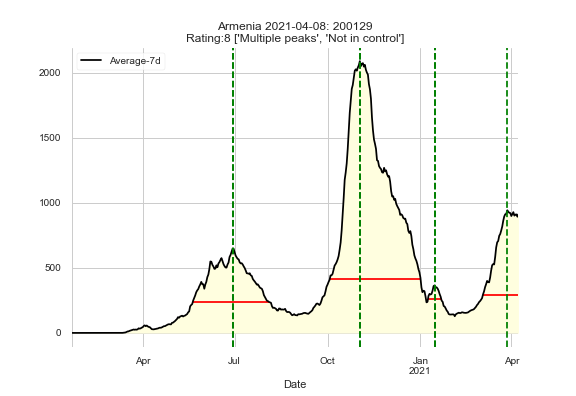 Armenia 2021-04-08: 200129
Rating:8 ['Multiple peaks', 'Not in control']
Average-7d
2000
1500
1000
500
0
Apr Jul Oct Jan Apr
2021
Date